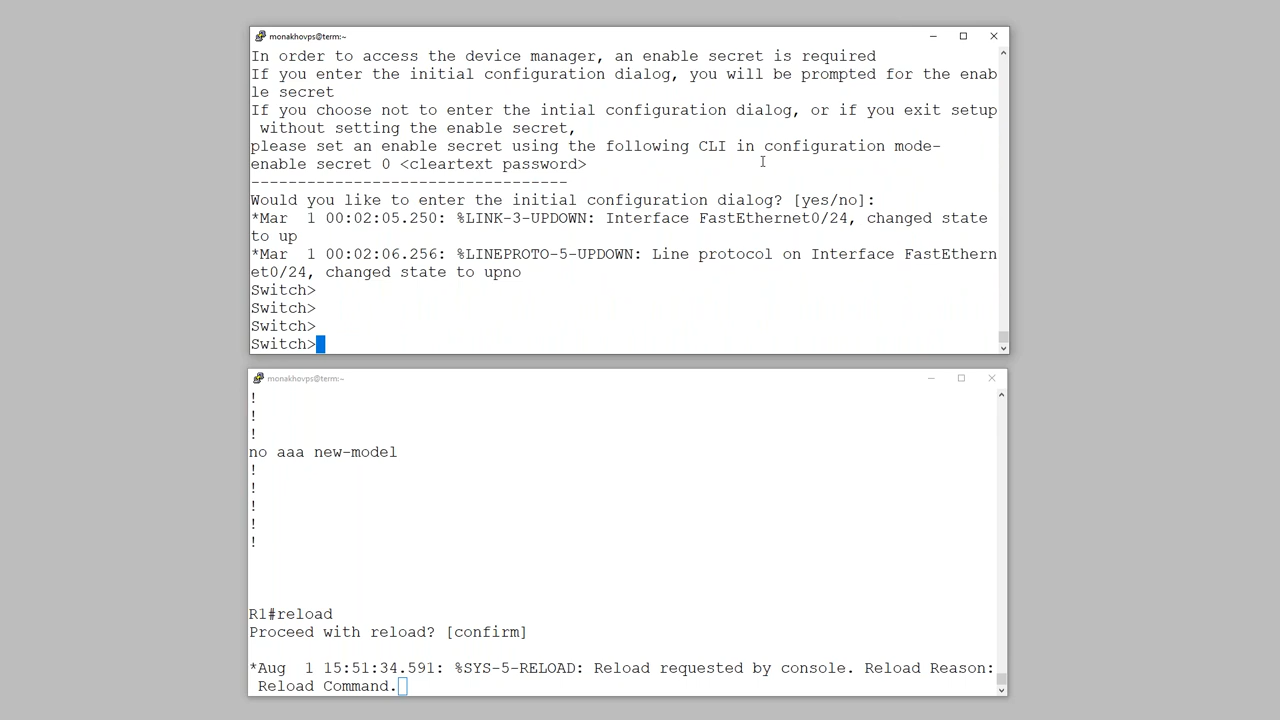 monakhovps@term:~
In order to access the device manager, an enable secret is required
If you enter the initial configuration dialog, you will be prompted for the enab
le secret
If you choose not to enter the intial configuration dialog, or if you exit setup
 without setting the enable secret,
please set an enable secret using the following CLI in configuration mode-
enable secret 0 <cleartext password>
----------------------------------
Would you like to enter the initial configuration dialog? [yes/no]:
*Mar  1 00:02:05.250: %LINK-3-UPDOWN: Interface FastEthernet0/24, changed state
to up
*Mar  1 00:02:06.256: %LINEPROTO-5-UPDOWN: Line protocol on Interface FastEthern
et0/24, changed state to upno
Switch>
Switch>
Switch>
Switch>
monakhovps@term:~
!
!
!
no aaa new-model
!
!
!
!
!
R1#reload
Proceed with reload? [confirm]
*Aug  1 15:51:34.591: %SYS-5-RELOAD: Reload requested by console. Reload Reason:
 Reload Command.